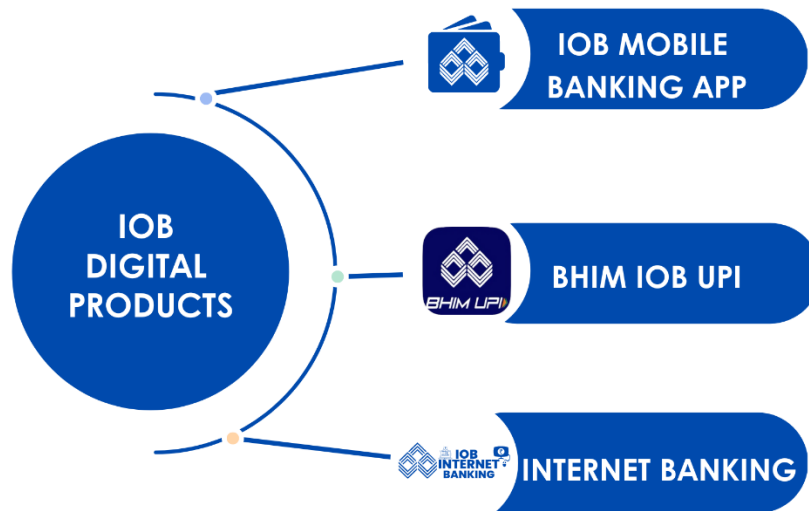 IOB MOBILE
BANKING APP
IOB
DIGITAL
PRODUCTS
BHIM IOB UPI
BHIM UPI
IOB
INTERNET
BANKING
INTERNET BANKING